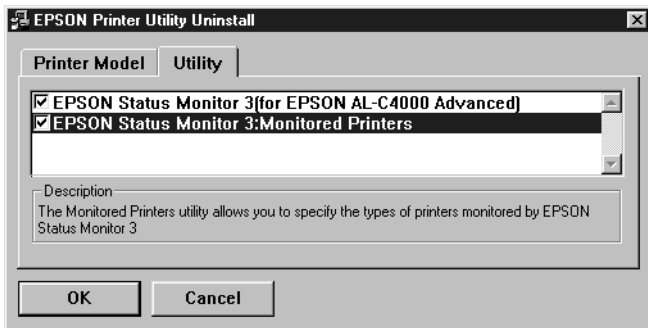 EPSON Printer Utility Uninstall
Printer Model
Utility
EPSON Status Monitor 3(for EPSON AL-C4000 Advanced)
EPSON Status Monitor 3:Monitored Printers
Description
The Monitored Printers utility allows you to specify the types of printers monitored by EPSON
Status Monitor 3
OK
Cancel